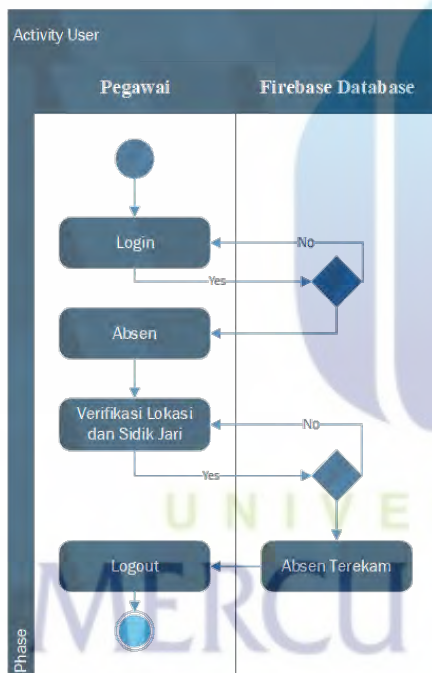 Activity User
Pegawai
Firebase Database
Login
No
Yes
Absen
Verifikasi Lokasi
dan Sidik Jari
No
Yes
UNIVE
Logout
Absen Terekam
MERCU
Phase